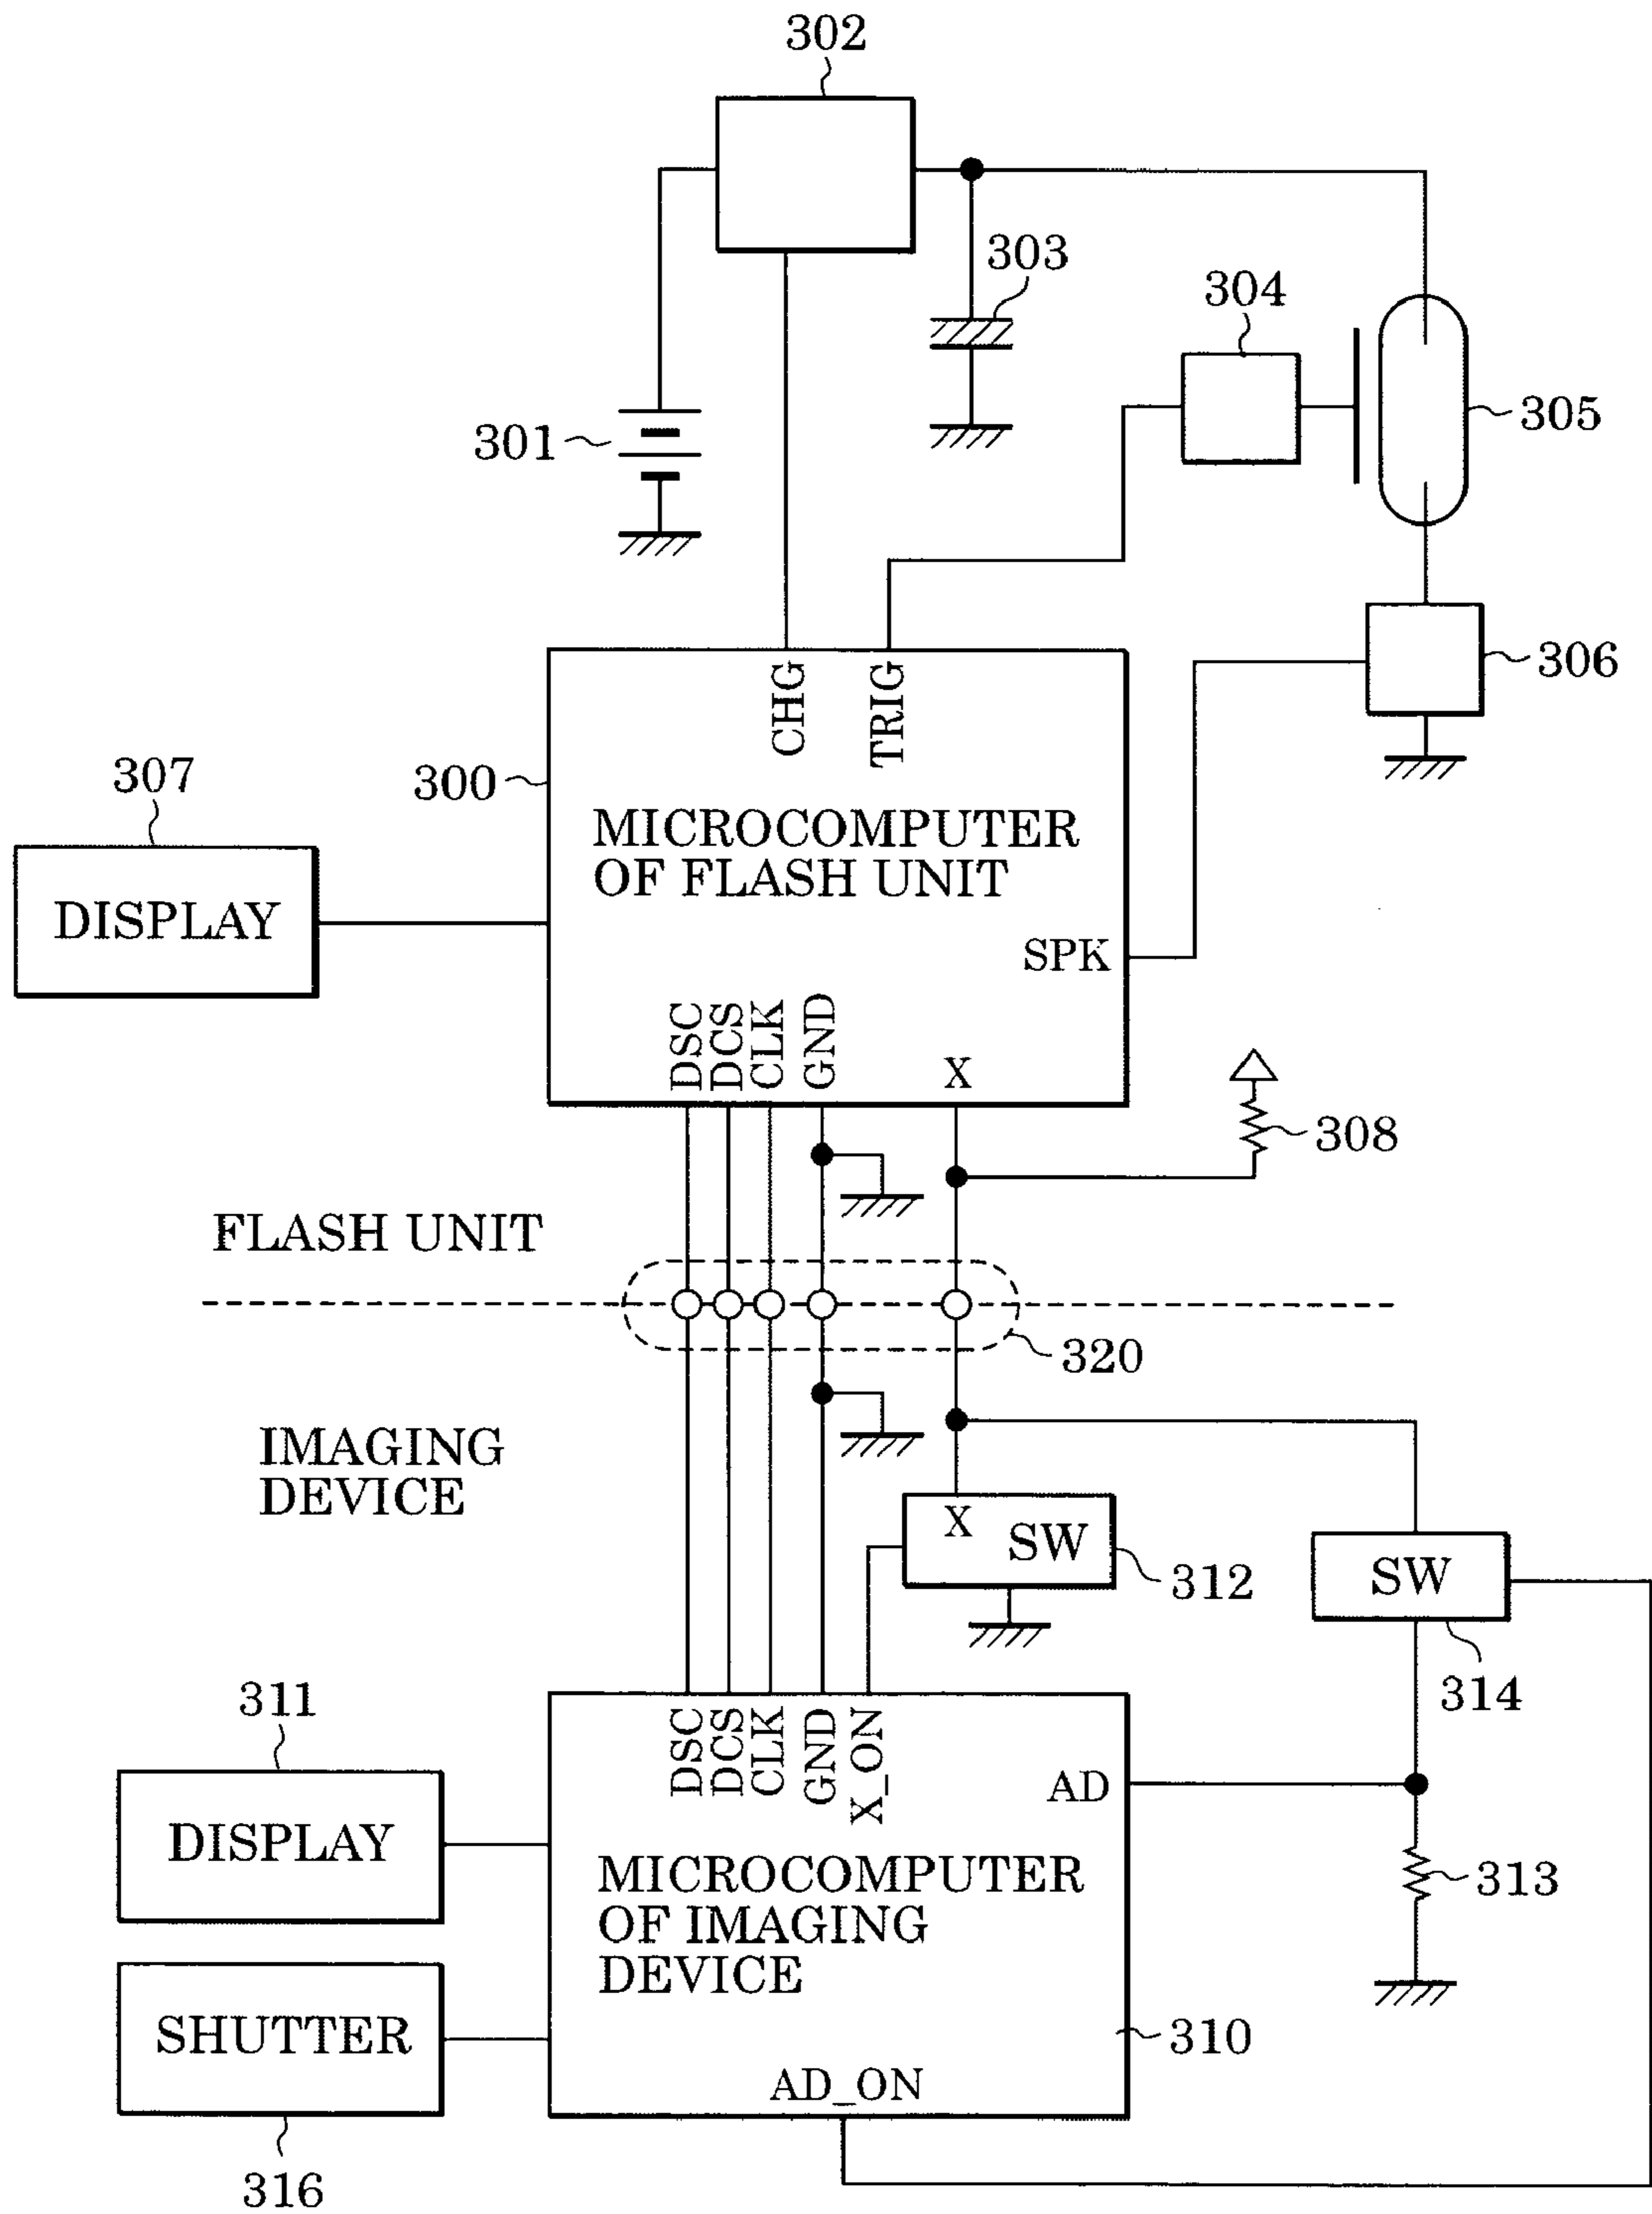 302
303
304
305
301
306
CHG
TRIG
300
307
MICROCOMPUTER
OF FLASH UNIT
DISPLAY
SPK
DSC
DCS
CLK
GND
X
308
FLASH UNIT
320
IMAGING
DEVICE
X
SW
312
SW
314
311
DSC
DCS
CLK
GND
X_ON
AD
DISPLAY
MICROCOMPUTER
OF IMAGING
DEVICE
313
SHUTTER
310
AD_ON
316